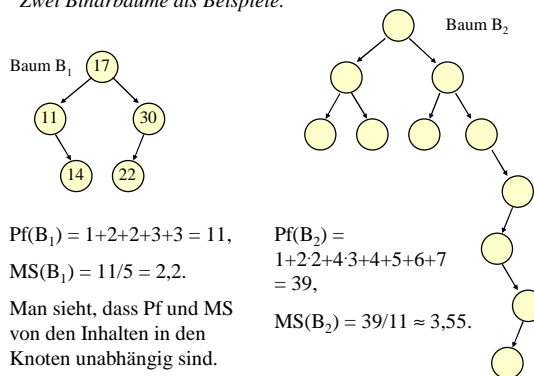 Zwei Binärbäume als Beispiele.
Baum B₁
17
11
30
14
22
Pf(B₁) = 1+2+2+3+3 = 11,
MS(B₁) = 11/5 = 2,2.
Man sieht, dass Pf und MS
von den Inhalten in den
Knoten unabhängig sind.
Baum B₂
Pf(B₂) =
1+2·2+4·3+4+5+6+7
= 39,
MS(B₂) = 39/11 ≈ 3,55.